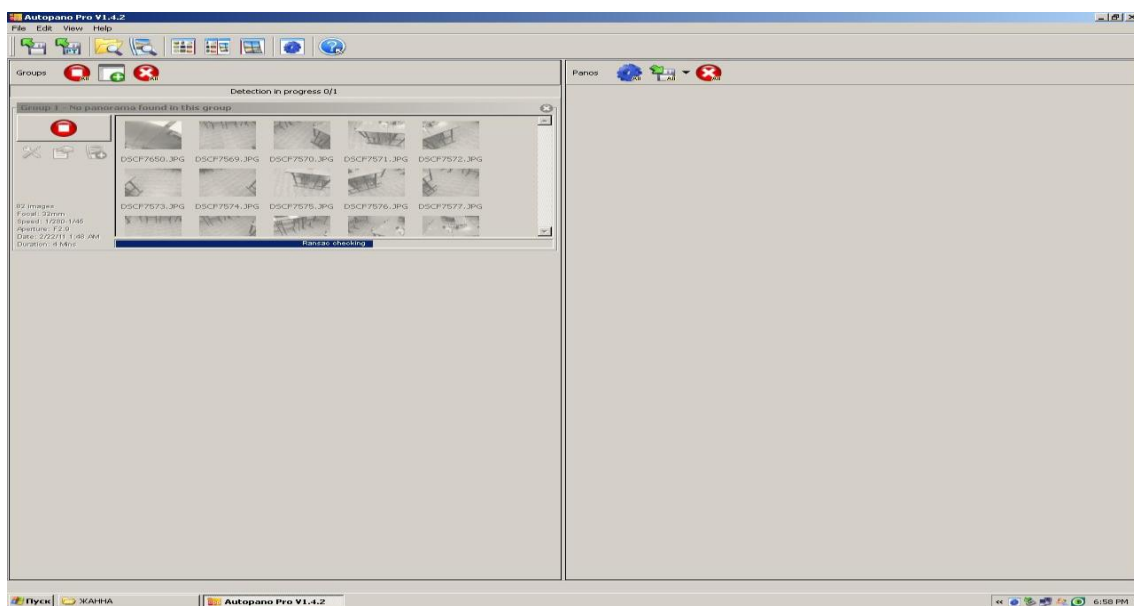 Autopano Pro V1.4.2
File Edit View Help
Groups
Panos
Detection in progress 0/1
Group 1 - No panorama found in this group
DSCF7650.JPG DSCF7569.JPG DSCF7570.JPG DSCF7571.JPG DSCF7572.JPG
DSCF7573.JPG DSCF7574.JPG DSCF7575.JPG DSCF7576.JPG DSCF7577.JPG
images
Focal: 32mm
Speed: 1/280-1/45
Aperture: F2.9
Date: 2/22/11 1:48 AM
Duration: 4 Mins
Ransac checking
Пуск ЖАННА Autopano Pro V1.4.2 6:58 PM